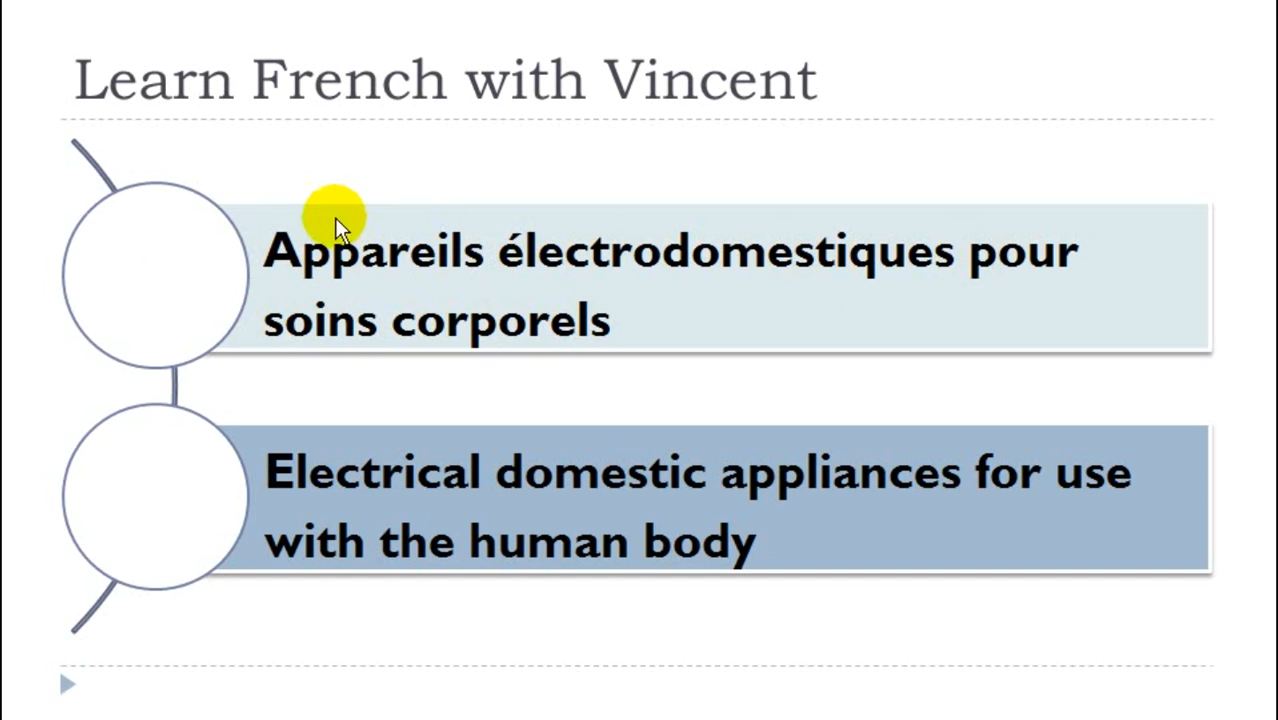 Learn French with Vincent
Appareils électrodomestiques pour
soins corporels
Electrical domestic appliances for use
with the human body